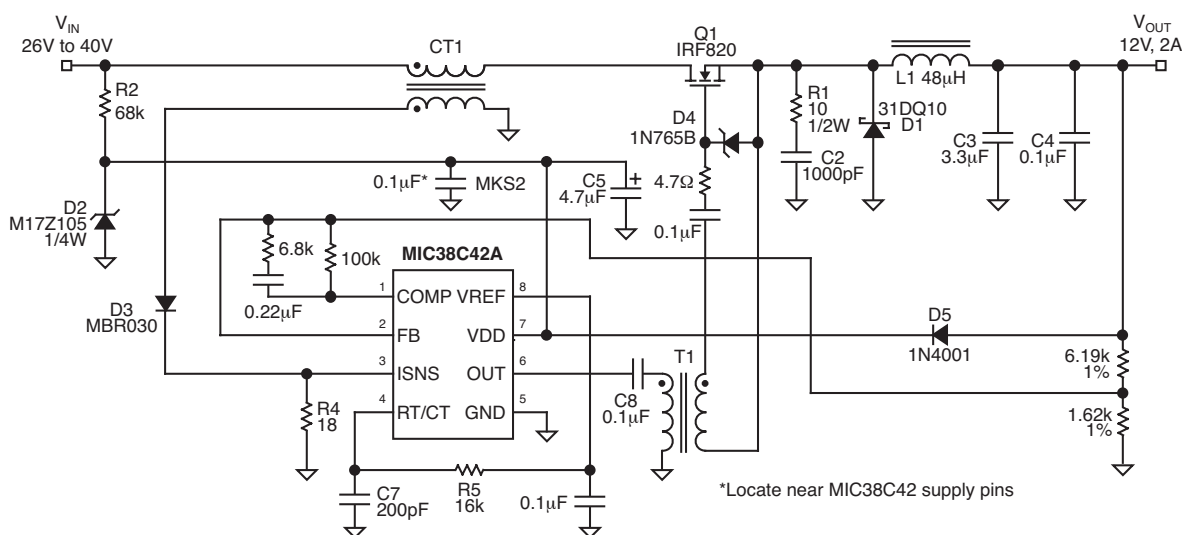 VIN
26V to 40V
CT1
Q1
IRF820
VOUT
12V, 2A
R2
68k
L1 48µH
R1
10
1/2W
31DQ10
D1
D4
1N765B
C3
3.3µF
C4
0.1µF
C2
1000pF
0.1µF*
MKS2
C5
4.7µF
+
4.7Ω
0.1µF
D2
M17Z105
1/4W
6.8k
100k
0.22µF
MIC38C42A
1
COMP
VREF
8
2
FB
VDD
7
3
ISNS
OUT
6
4
RT/CT
GND
5
D3
MBR030
D5
1N4001
6.19k
1%
1.62k
1%
T1
C8
0.1µF
R4
18
C7
200pF
R5
16k
0.1µF
*Locate near MIC38C42 supply pins